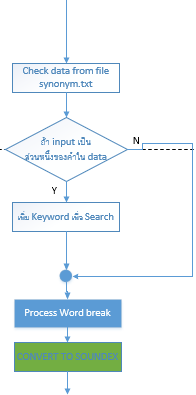 Check data from file
synonym.txt
ถ้า input เป็น
ส่วนหนึ่งของคำใน data
N
Y
เพิ่ม Keyword เพื่อ Search
Process Word break
CONVERT TO SOUNDEX